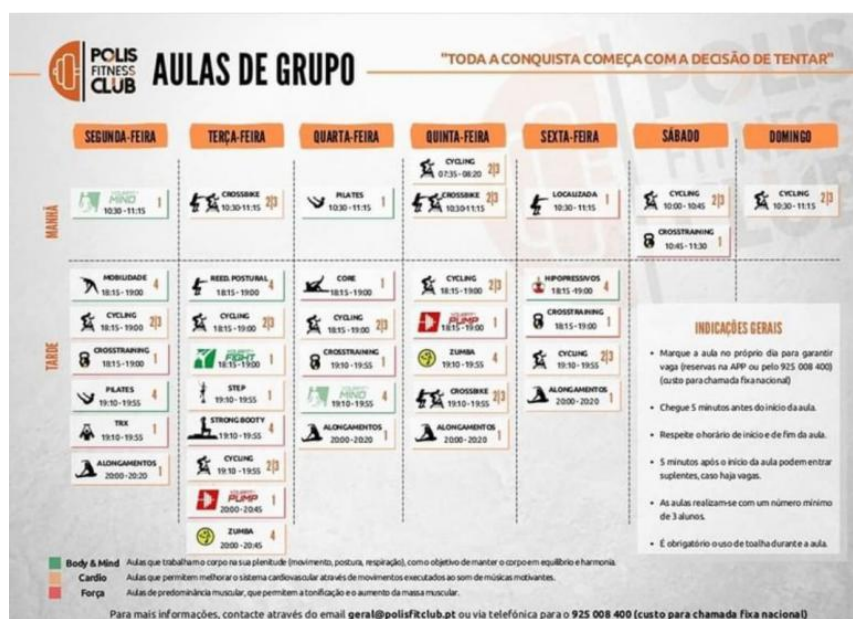 POLIS
FITNESS
CLUB
AULAS DE GRUPO
"TODA A CONQUISTA COMEÇA COM A DECISÃO DE TENTAR"
SEGUNDA-FEIRA
TERÇA-FEIRA
QUARTA-FEIRA
QUINTA-FEIRA
SEXTA-FEIRA
SÁBADO
DOMINGO
MANHÃ
MIND
10:30 - 11:15
1
CROSSBIKE
10:30-11:15
2|3
PILATES
10:30 - 11:15
1
CYCLING
07:35 - 08:20
2|3
CROSSBIKE
10:30-11:15
2|3
LOCALIZADA
10:30 - 11:15
1
CYCLING
10:00 - 10:45
2|3
CROSSTRAINING
10:45 - 11:30
1
CYCLING
10:30 - 11:15
2|3
TARDE
MOBILIDADE
18:15 - 19:00
4
CYCLING
18:15 - 19:00
2|3
CROSSTRAINING
18:15 - 19:00
1
PILATES
19:10 - 19:55
4
TRX
19:10 - 19:55
1
ALONGAMENTOS
20:00 - 20:20
1
REED. POSTURAL
18:15 - 19:00
4
CYCLING
18:15 - 19:00
2|3
FIGHT
18:15 - 19:00
1
STEP
19:10 - 19:55
1
STRONG BOOTY
19:10 - 19:55
4
CYCLING
19:10 - 19:55
2|3
PUMP
20:00 - 20:45
1
ZUMBA
20:00 - 20:45
4
CORE
18:15 - 19:00
1
CYCLING
18:15 - 19:00
2|3
CROSSTRAINING
19:10 - 19:55
1
MIND
19:10 - 19:55
4
ALONGAMENTOS
20:00 - 20:20
1
CYCLING
18:15 - 19:00
2|3
PUMP
18:15 - 19:00
1
ZUMBA
19:10 - 19:55
4
CROSSBIKE
19:10 - 19:55
2|3
ALONGAMENTOS
20:00 - 20:20
1
HIPOPRESSIVOS
18:15 - 19:00
4
CROSSTRAINING
18:15 - 19:00
1
CYCLING
19:10 - 19:55
2|3
ALONGAMENTOS
20:00 - 20:20
1
INDICAÇÕES GERAIS
• Marque a aula no próprio dia para garantir
vaga (reservas na APP ou pelo 925 008 400)
(custo para chamada fixa nacional)
• Chegue 5 minutos antes do início da aula.
• Respeite o horário de início e de fim da aula.
• 5 minutos após o início da aula podem entrar
suplentes, caso haja vagas.
• As aulas realizam-se com um número mínimo
de 3 alunos.
• É obrigatório o uso de toalha durante a aula.
Body & Mind Aulas que trabalham o corpo na sua plenitude (movimento, postura, respiração), com o objetivo de manter o corpo em equilíbrio e harmonia.
Cardio Aulas que permitem melhorar o sistema cardiovascular através de movimentos executados ao som de músicas motivantes.
Força Aulas de predominância muscular, que permitem a tonificação e o aumento da massa muscular.
Para mais informações, contacte através do email geral@polisfitclub.pt ou via telefónica para o 925 008 400 (custo para chamada fixa nacional)